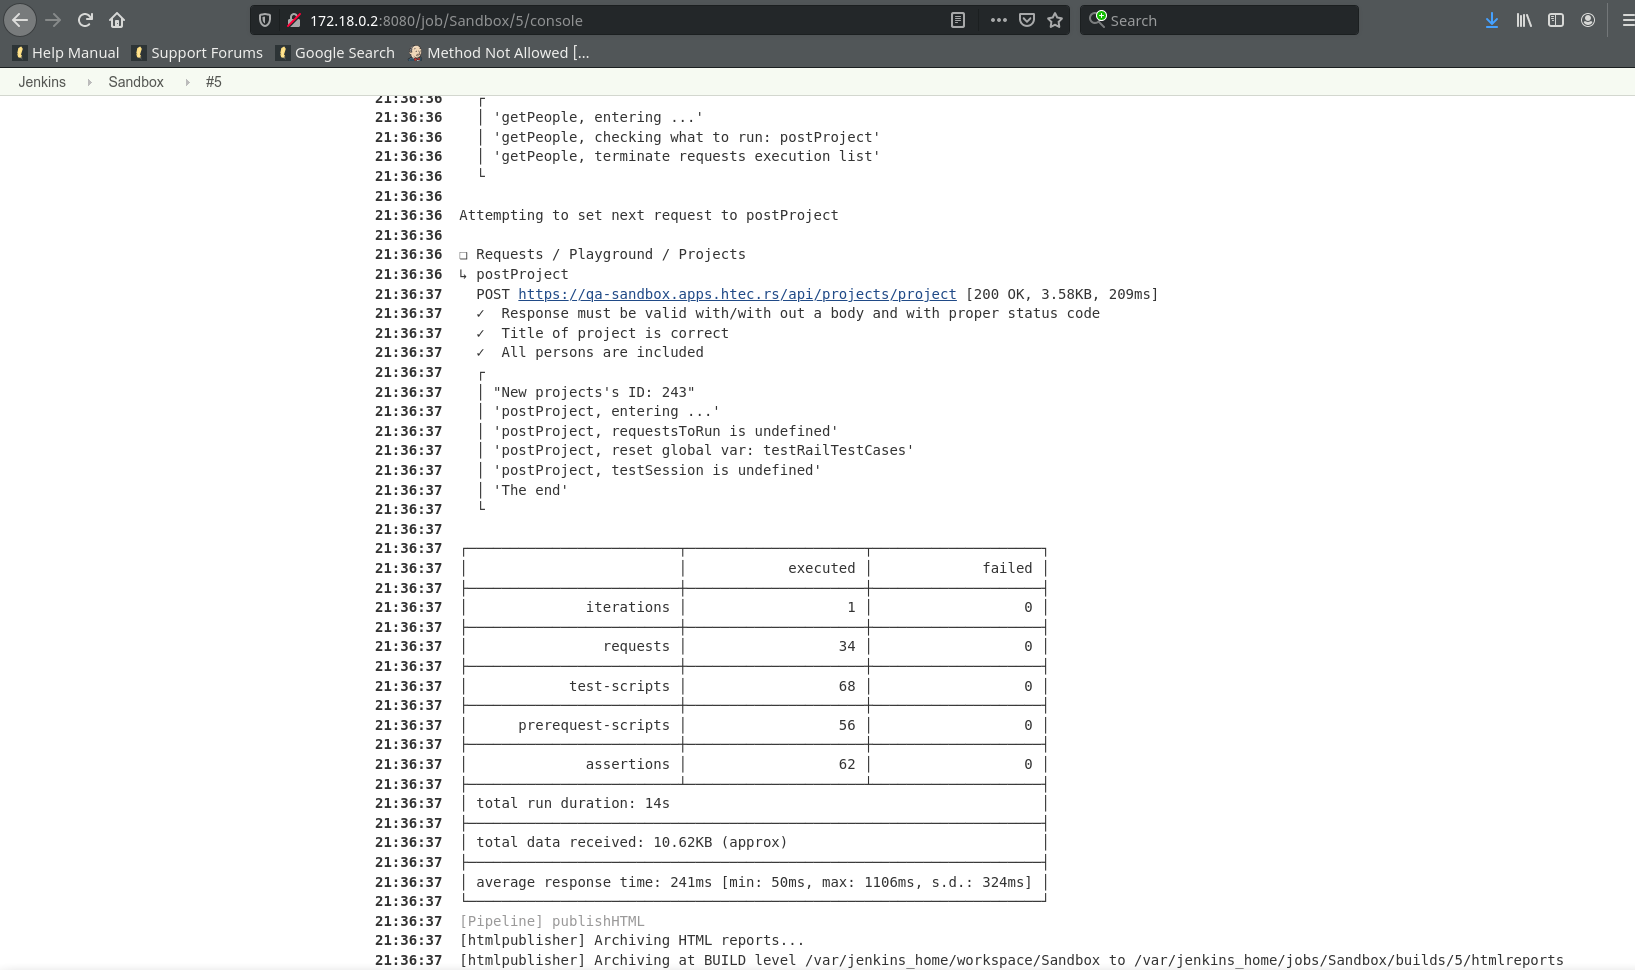 172.18.0.2:8080/job/Sandbox/5/console
Search
Help Manual
Support Forums
Google Search
Method Not Allowed [...
Jenkins
Sandbox
#5
21:36:36 ┌
21:36:36 │ 'getPeople, entering ...'
21:36:36 │ 'getPeople, checking what to run: postProject'
21:36:36 │ 'getPeople, terminate requests execution list'
21:36:36 └
21:36:36
21:36:36 Attempting to set next request to postProject
21:36:36
21:36:36 ❏ Requests / Playground / Projects
21:36:36 ↳ postProject
21:36:37 POST https://qa-sandbox.apps.htec.rs/api/projects/project [200 OK, 3.58KB, 209ms]
21:36:37 ✓ Response must be valid with/with out a body and with proper status code
21:36:37 ✓ Title of project is correct
21:36:37 ✓ All persons are included
21:36:37 ┌
21:36:37 │ "New projects's ID: 243"
21:36:37 │ 'postProject, entering ...'
21:36:37 │ 'postProject, requestsToRun is undefined'
21:36:37 │ 'postProject, reset global var: testRailTestCases'
21:36:37 │ 'postProject, testSession is undefined'
21:36:37 │ 'The end'
21:36:37 └
21:36:37
21:36:37
21:36:37 executed failed
21:36:37
21:36:37 iterations 1 0
21:36:37
21:36:37 requests 34 0
21:36:37
21:36:37 test-scripts 68 0
21:36:37
21:36:37 prerequest-scripts 56 0
21:36:37
21:36:37 assertions 62 0
21:36:37
21:36:37 total run duration: 14s
21:36:37
21:36:37 total data received: 10.62KB (approx)
21:36:37
21:36:37 average response time: 241ms [min: 50ms, max: 1106ms, s.d.: 324ms]
21:36:37
21:36:37 [Pipeline] publishHTML
21:36:37 [htmlpublisher] Archiving HTML reports...
21:36:37 [htmlpublisher] Archiving at BUILD level /var/jenkins_home/workspace/Sandbox to /var/jenkins_home/jobs/Sandbox/builds/5/htmlreports